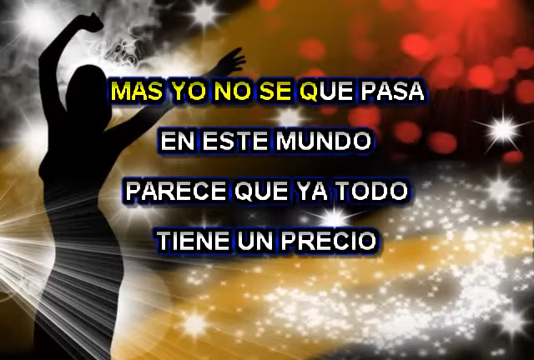 MAS YO NO SE QUE PASA
EN ESTE MUNDO
PARECE QUE YA TODO
TIENE UN PRECIO